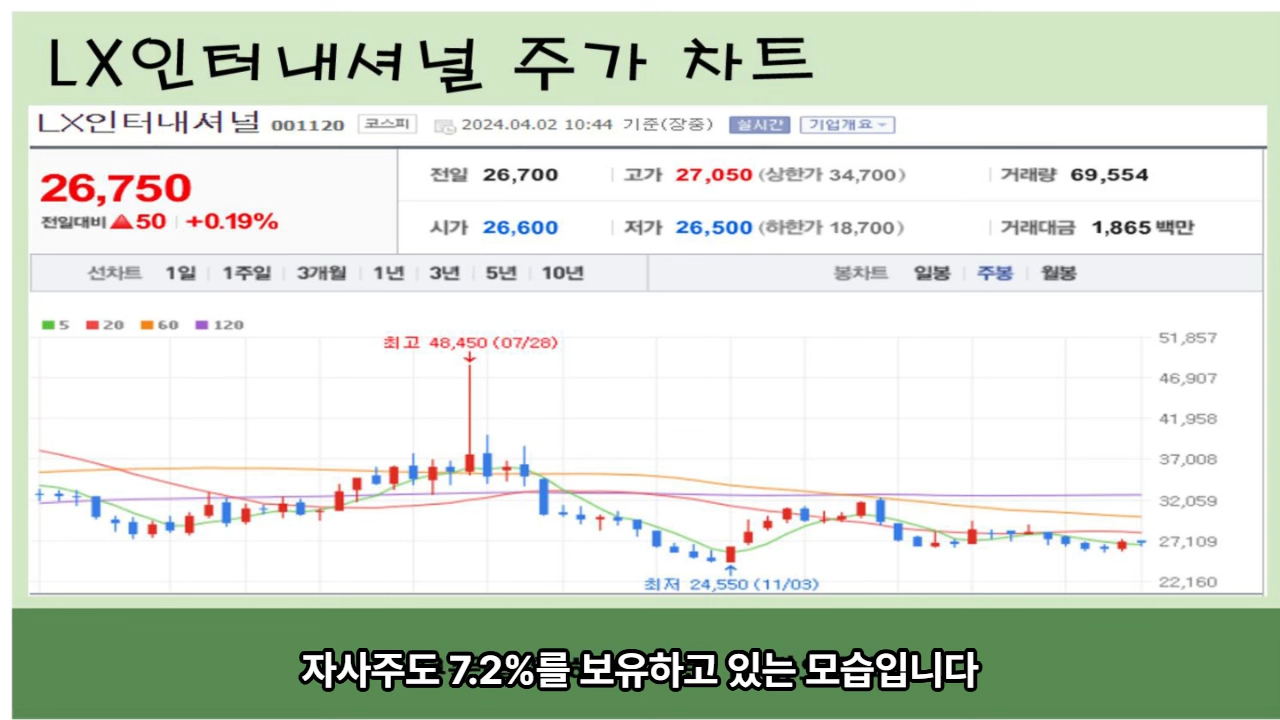 LX인터내셔널 주가 차트
LX인터내셔널 001120 코스피 2024.04.02 10:44 기준(장중) 실시간 기업개요
26,750
전일대비 ▲50 +0.19%
전일 26,700 고가 27,050 (상한가 34,700) 거래량 69,554
시가 26,600 저가 26,500 (하한가 18,700) 거래대금 1,865 백만
선차트 1일 1주일 3개월 1년 3년 5년 10년 봉차트 일봉 주봉 월봉
5 20 60 120
최고 48,450 (07/28)
51,857
46,907
41,958
37,008
32,059
27,109
22,160
최저 24,550 (11/03)
자사주도 7.2%를 보유하고 있는 모습입니다